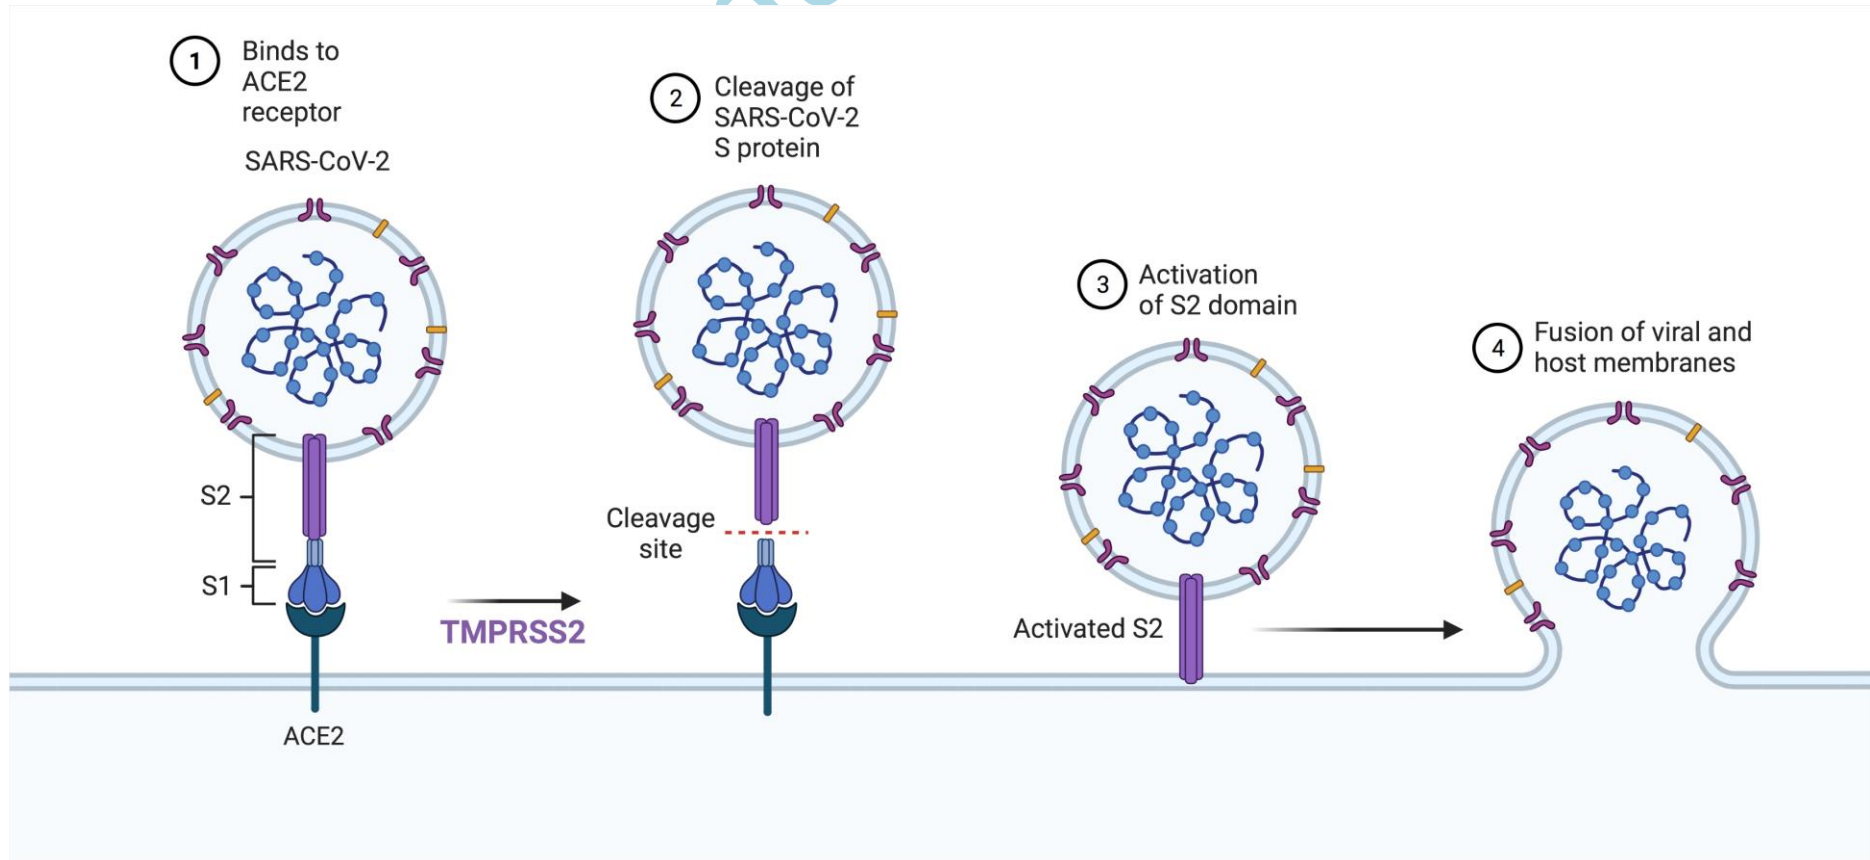 1
Binds to
ACE2
receptor
SARS-CoV-2
S2
S1
ACE2
TMPRSS2
2
Cleavage of
SARS-CoV-2
S protein
Cleavage
site
3
Activation
of S2 domain
Activated S2
4
Fusion of viral and
host membranes